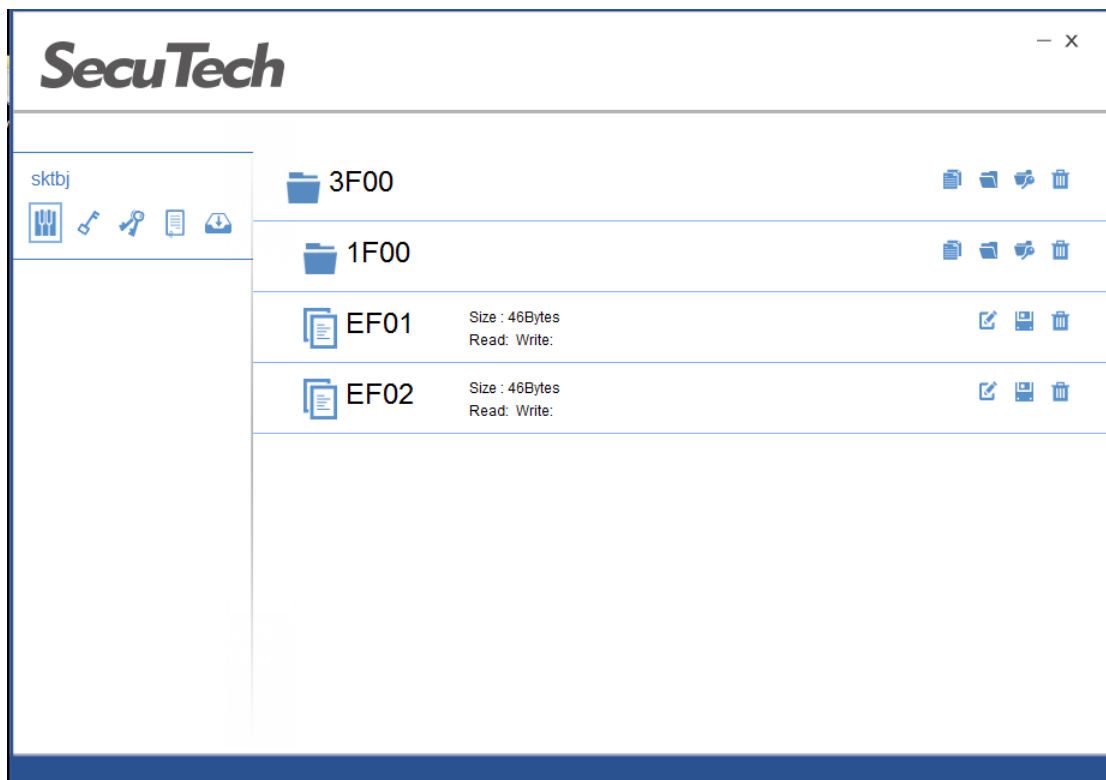 SecuTech
sktbj
3F00
1F00
EF01
Size : 46Bytes
Read: Write:
EF02
Size : 46Bytes
Read: Write: